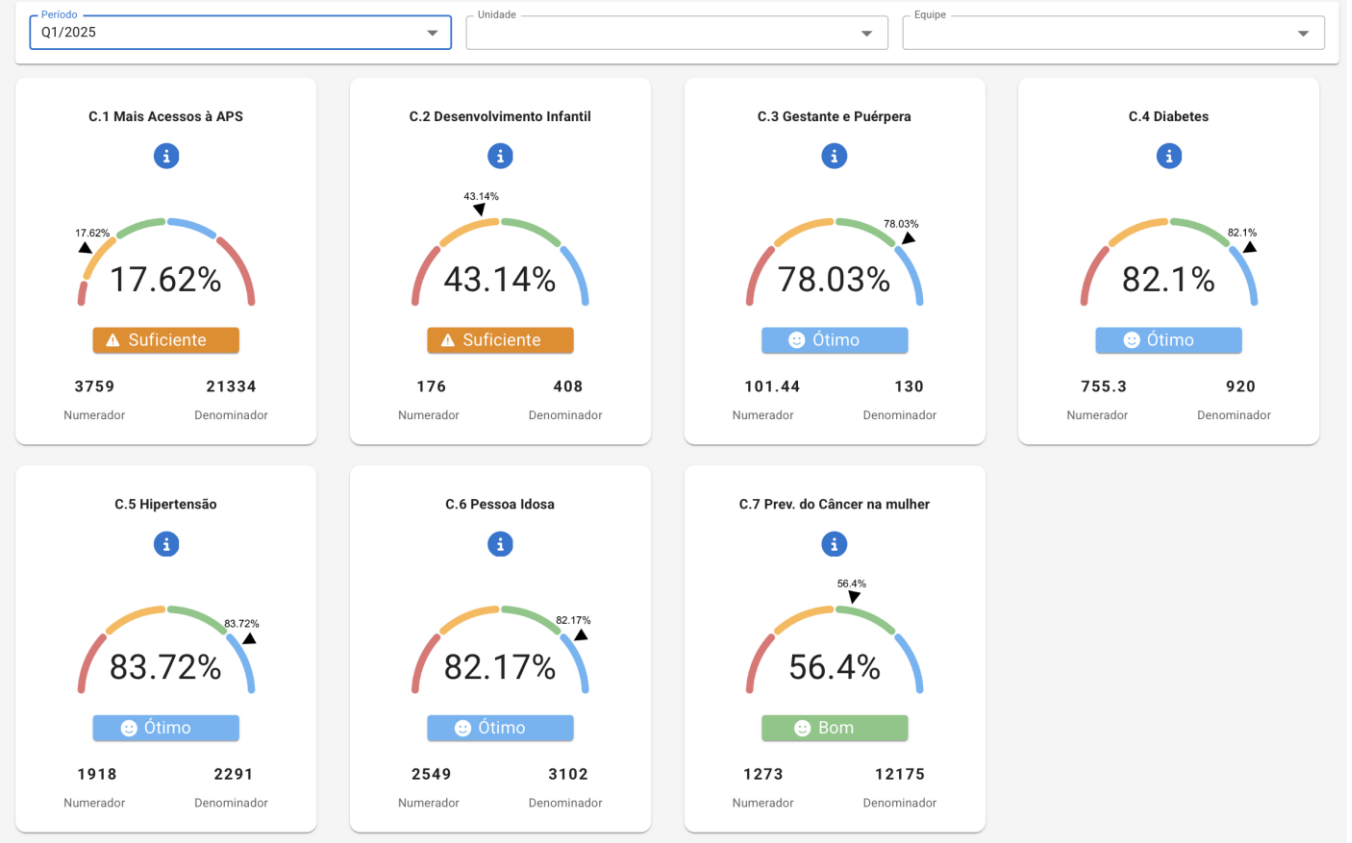 Período
Q1/2025
Unidade
Equipe
C.1 Mais Acessos à APS
17.62%
17.62%
Suficiente
3759 21334
Numerador Denominador
C.2 Desenvolvimento Infantil
43.14%
43.14%
Suficiente
176 408
Numerador Denominador
C.3 Gestante e Puérpera
78.03%
78.03%
Ótimo
101.44 130
Numerador Denominador
C.4 Diabetes
82.1%
82.1%
Ótimo
755.3 920
Numerador Denominador
C.5 Hipertensão
83.72%
83.72%
Ótimo
1918 2291
Numerador Denominador
C.6 Pessoa Idosa
82.17%
82.17%
Ótimo
2549 3102
Numerador Denominador
C.7 Prev. do Câncer na mulher
56.4%
56.4%
Bom
1273 12175
Numerador Denominador